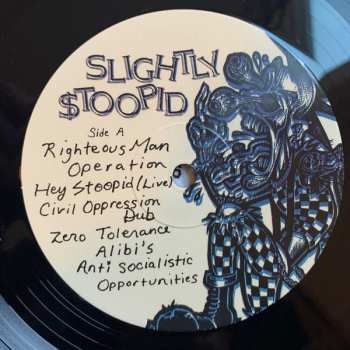 SLIGHTLY
$TOOPID
Side A
Righteous Man
Operation
Hey Stoopid (Live)
Civil Oppression
Dub
Zero Tolerance
Alibi's
Anti Socialistic
Opportunities